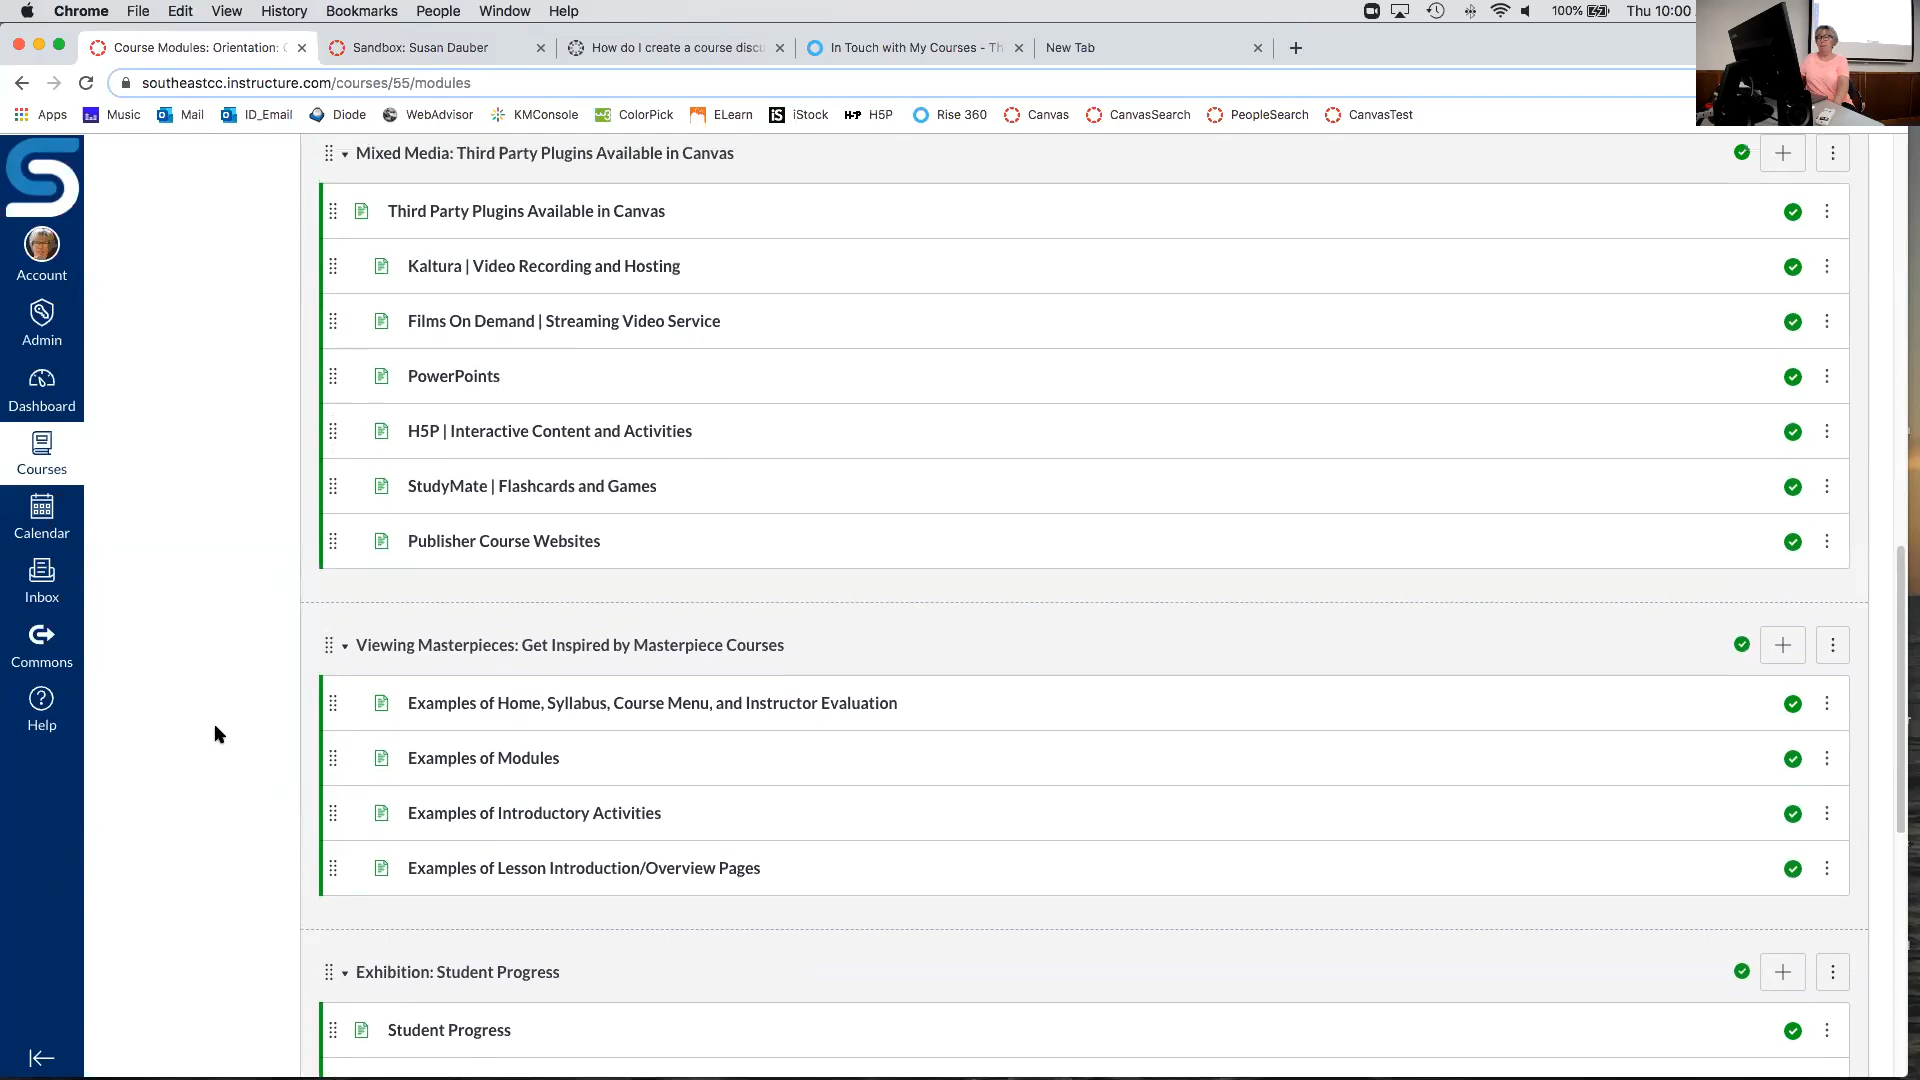 Chrome File Edit View History Bookmarks People Window Help 100% Thu 10:00
Course Modules: Orientation: Sandbox: Susan Dauber How do I create a course discu In Touch with My Courses - Th New Tab
southeastcc.instructure.com/courses/55/modules
Apps Music Mail ID_Email Diode WebAdvisor KMConsole ColorPick ELearn iStock H5P Rise 360 Canvas CanvasSearch PeopleSearch CanvasTest
Account
Admin
Dashboard
Courses
Calendar
Inbox
Commons
Help
Mixed Media: Third Party Plugins Available in Canvas
Third Party Plugins Available in Canvas
Kaltura | Video Recording and Hosting
Films On Demand | Streaming Video Service
PowerPoints
H5P | Interactive Content and Activities
StudyMate | Flashcards and Games
Publisher Course Websites
Viewing Masterpieces: Get Inspired by Masterpiece Courses
Examples of Home, Syllabus, Course Menu, and Instructor Evaluation
Examples of Modules
Examples of Introductory Activities
Examples of Lesson Introduction/Overview Pages
Exhibition: Student Progress
Student Progress